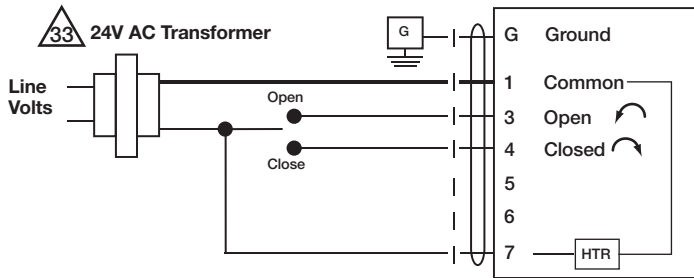 33 24V AC Transformer
G
G Ground
Line
Volts
1 Common
Open
3 Open
Close
4 Closed
5
6
7 HTR